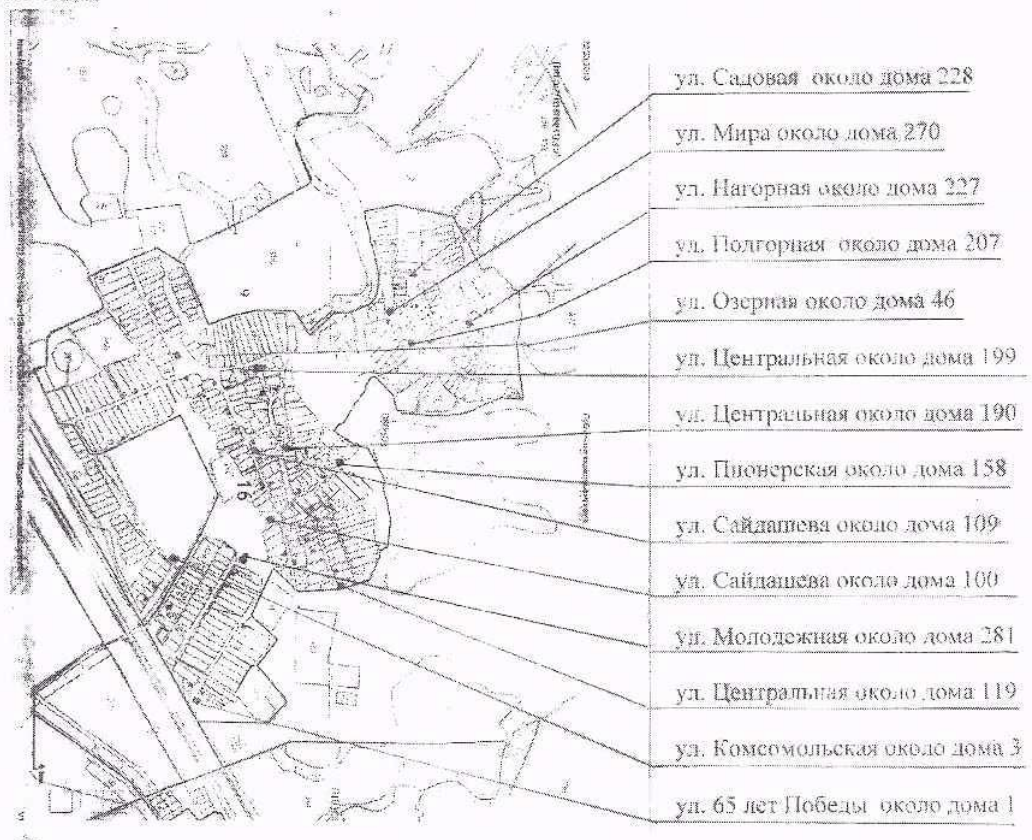 ул. Садовая около дома 228
ул. Мира около дома 270
ул. Нагорная около дома 227
ул. Подгорная около дома 207
ул. Озерная около дома 46
ул. Центральная около дома 199
ул. Центральная около дома 190
ул. Пионерская около дома 158
ул. Сайдашева около дома 109
16
ул. Сайдашева около дома 100
ул. Молодежная около дома 281
ул. Центральная около дома 119
ул. Комсомольская около дома 3
ул. 65 лет Победы около дома 1